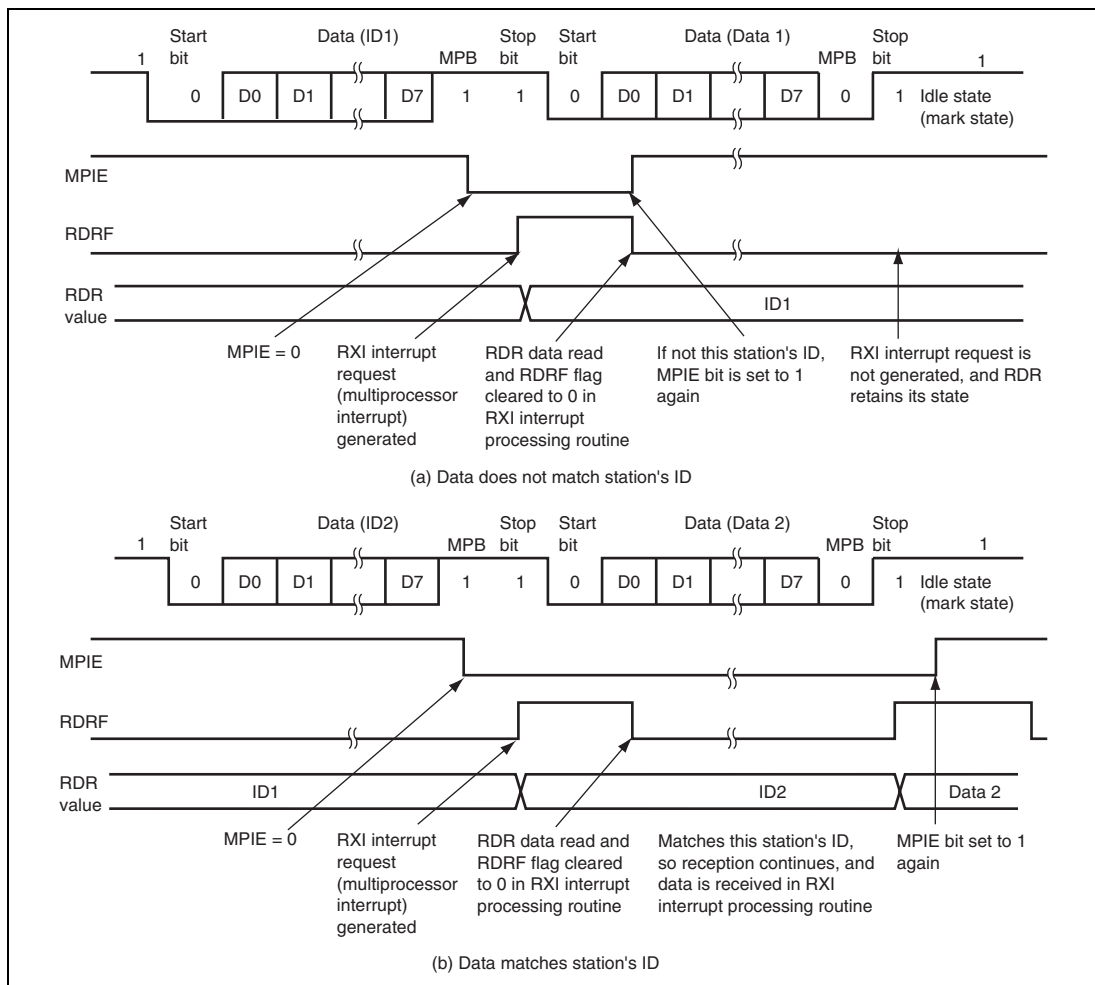 Start bit Data (ID1) MPB Stop bit Start bit Data (Data 1) MPB Stop bit
1 0 D0 D1 D7 1 1 0 D0 D1 D7 0 1 1
Idle state (mark state)
MPIE
RDRF
RDR value ID1
MPIE = 0
RXI interrupt
request
(multiprocessor
interrupt)
generated
RDR data read
and RDRF flag
cleared to 0 in
RXI interrupt
processing routine
If not this station's ID,
MPIE bit is set to 1
again
RXI interrupt request is
not generated, and RDR
retains its state
(a) Data does not match station's ID
Start bit Data (ID2) MPB Stop bit Start bit Data (Data 2) MPB Stop bit
1 0 D0 D1 D7 1 1 0 D0 D1 D7 0 1 1
Idle state (mark state)
MPIE
RDRF
RDR value ID1 ID2 Data 2
MPIE = 0
RXI interrupt
request
(multiprocessor
interrupt)
generated
RDR data read and
RDRF flag cleared
to 0 in RXI interrupt
processing routine
Matches this station's ID,
so reception continues, and
data is received in RXI
interrupt processing routine
MPIE bit set to 1
again
(b) Data matches station's ID